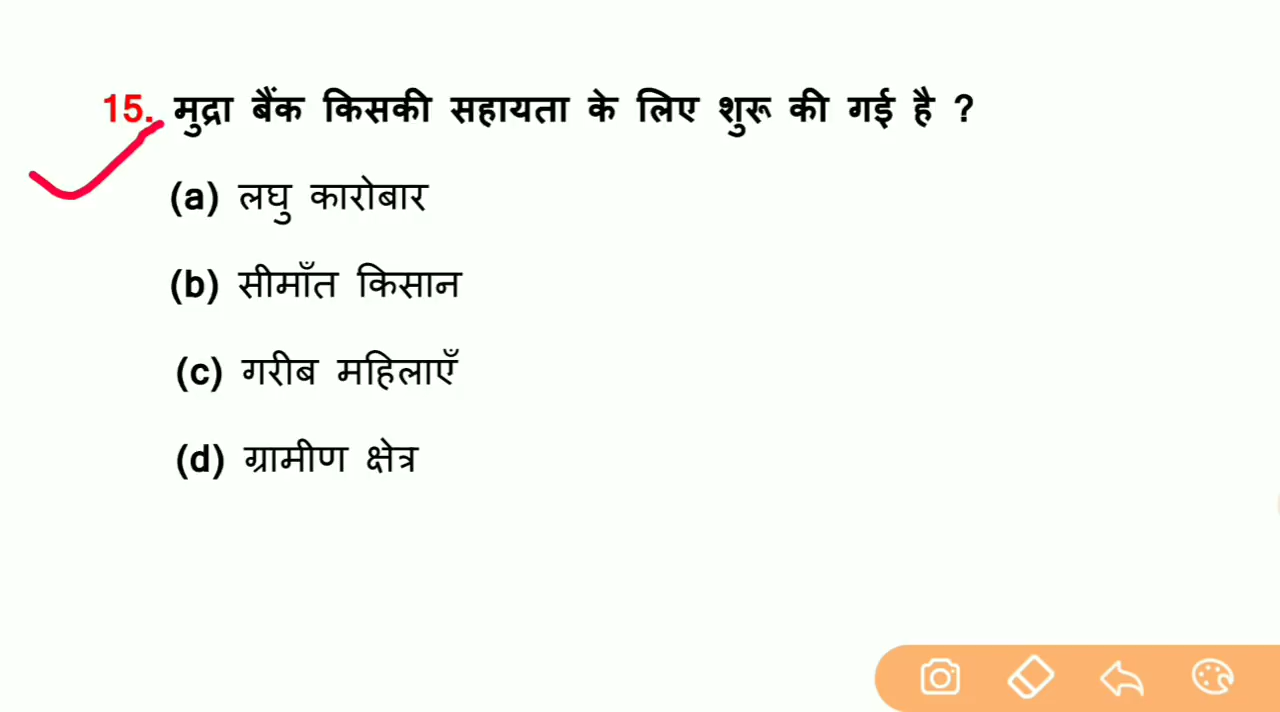 15. मुद्रा बैंक किसकी सहायता के लिए शुरू की गई है ?
(a) लघु कारोबार
(b) सीमाँत किसान
(c) गरीब महिलाएँ
(d) ग्रामीण क्षेत्र